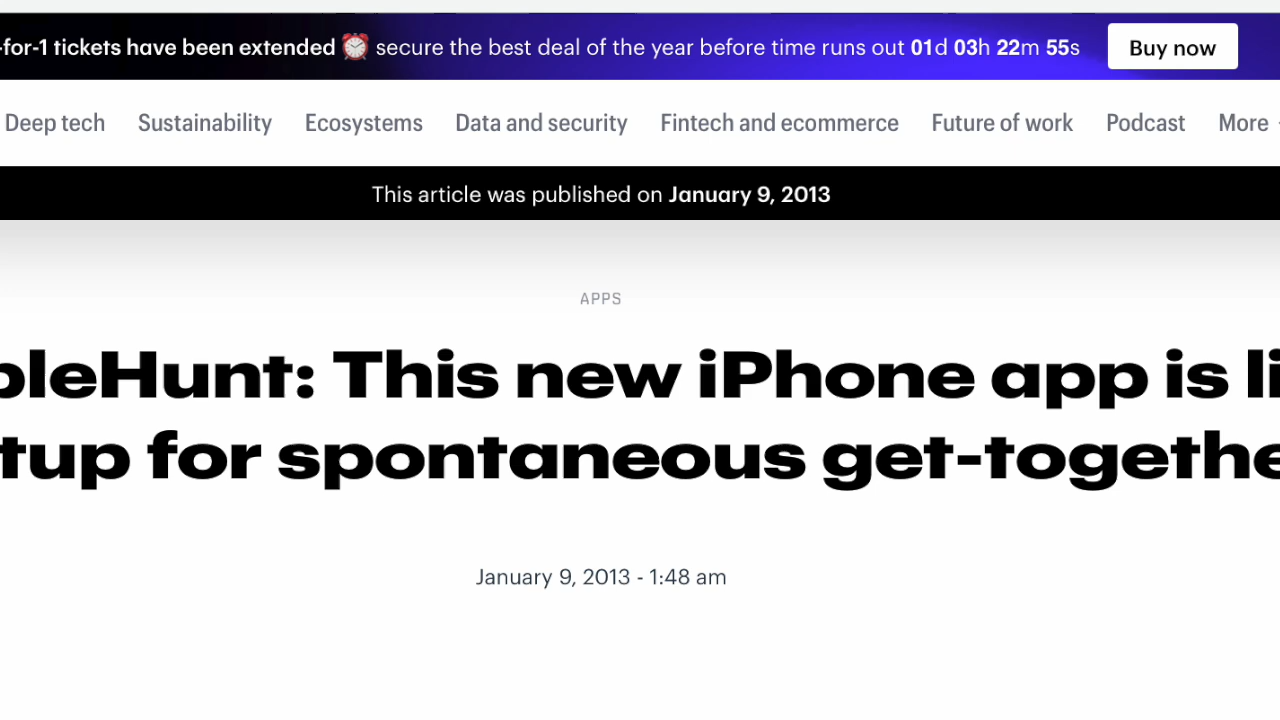 -for-1 tickets have been extended ⏰ secure the best deal of the year before time runs out 01d 03h 22m 55s Buy now
Deep tech Sustainability Ecosystems Data and security Fintech and ecommerce Future of work Podcast More
This article was published on January 9, 2013
APPS
pleHunt: This new iPhone app is li
tup for spontaneous get-togethe
January 9, 2013 - 1:48 am